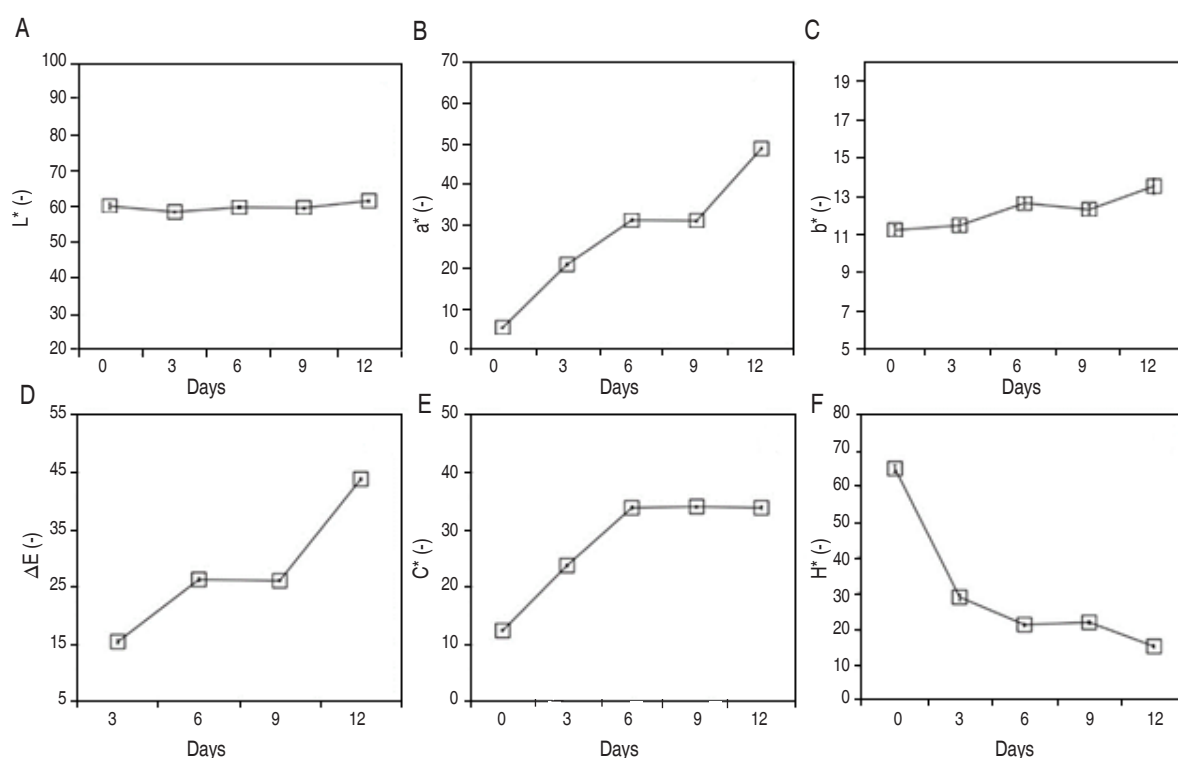 A
100
90
80
70
60
50
40
30
20
L* (-)
0 3 6 9 12
Days
B
70
60
50
40
30
20
10
0
a* (-)
0 3 6 9 12
Days
C
19
17
15
13
11
9
7
5
b* (-)
0 3 6 9 12
Days
D
55
45
35
25
15
5
ΔE (-)
3 6 9 12
Days
E
50
40
30
20
10
0
C* (-)
0 3 6 9 12
Days
F
80
70
60
50
40
30
20
10
0
H* (-)
0 3 6 9 12
Days